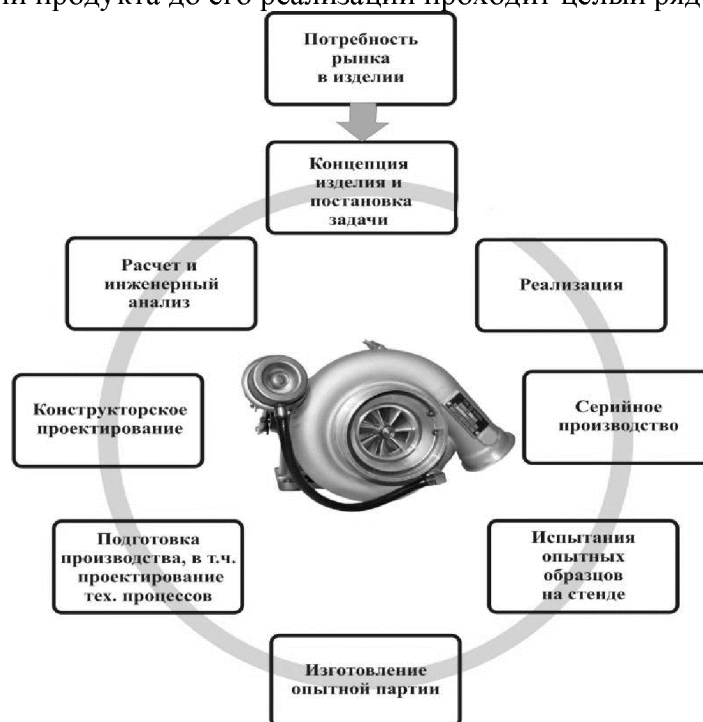 ии продукта до его реализации проходит целый ряд
Потребность
рынка
в изделии
Концепция
изделия и
постановка
задачи
Расчет и
инженерный
анализ
Реализация
Конструкторское
проектирование
Серийное
производство
Подготовка
производства, в т.ч.
проектирование
тех. процессов
Испытания
опытных
образцов
на стенде
Изготовление
опытной партии